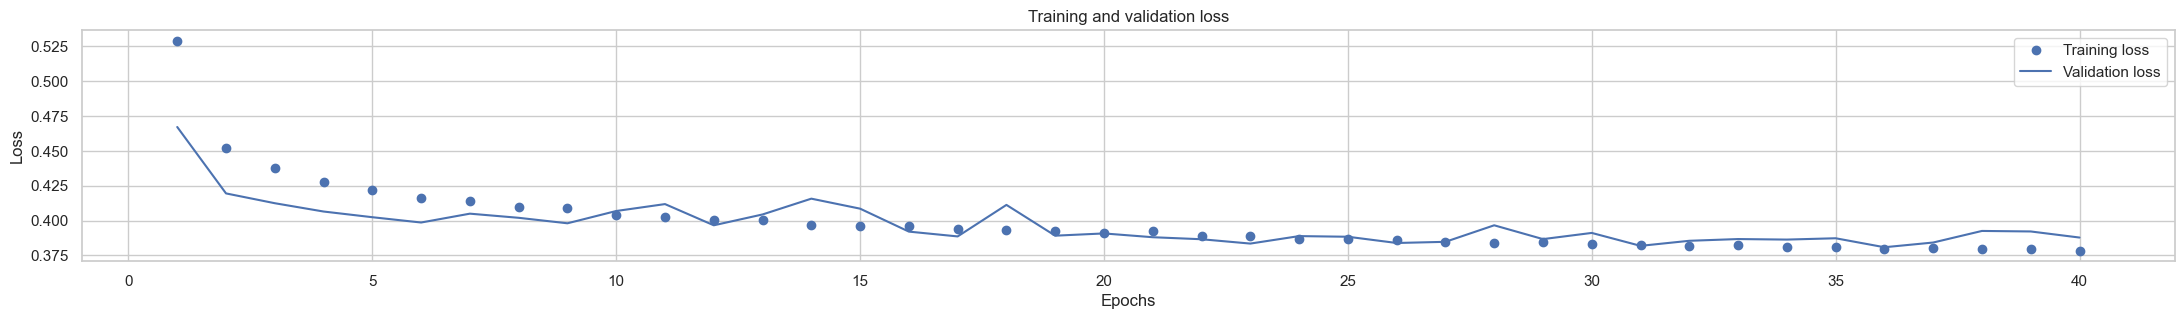 Training and validation loss
Loss
0.525
0.500
0.475
0.450
0.425
0.400
0.375
Training loss
Validation loss
0 5 10 15 20 25 30 35 40
Epochs